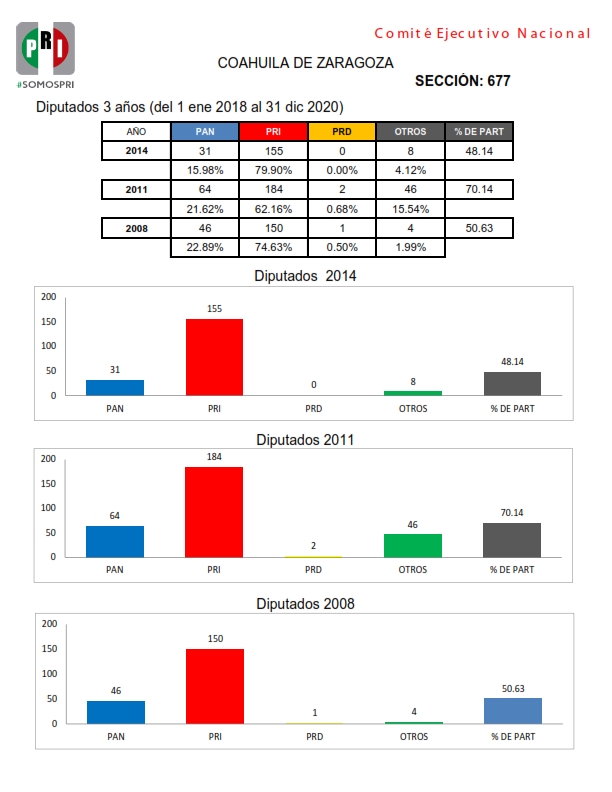 Comité Ejecutivo Nacional
PRI
#SOMOSPRI
COAHUILA DE ZARAGOZA
SECCIÓN: 677
Diputados 3 años (del 1 ene 2018 al 31 dic 2020)
AÑO PAN PRI PRD OTROS % DE PART
2014 31 155 0 8 48.14
15.98% 79.90% 0.00% 4.12%
2011 64 184 2 46 70.14
21.62% 62.16% 0.68% 15.54%
2008 46 150 1 4 50.63
22.89% 74.63% 0.50% 1.99%
Diputados 2014
200
150
100
50
0
31 155 0 8 48.14
PAN PRI PRD OTROS % DE PART
Diputados 2011
200
150
100
50
0
64 184 2 46 70.14
PAN PRI PRD OTROS % DE PART
Diputados 2008
200
150
100
50
0
46 150 1 4 50.63
PAN PRI PRD OTROS % DE PART